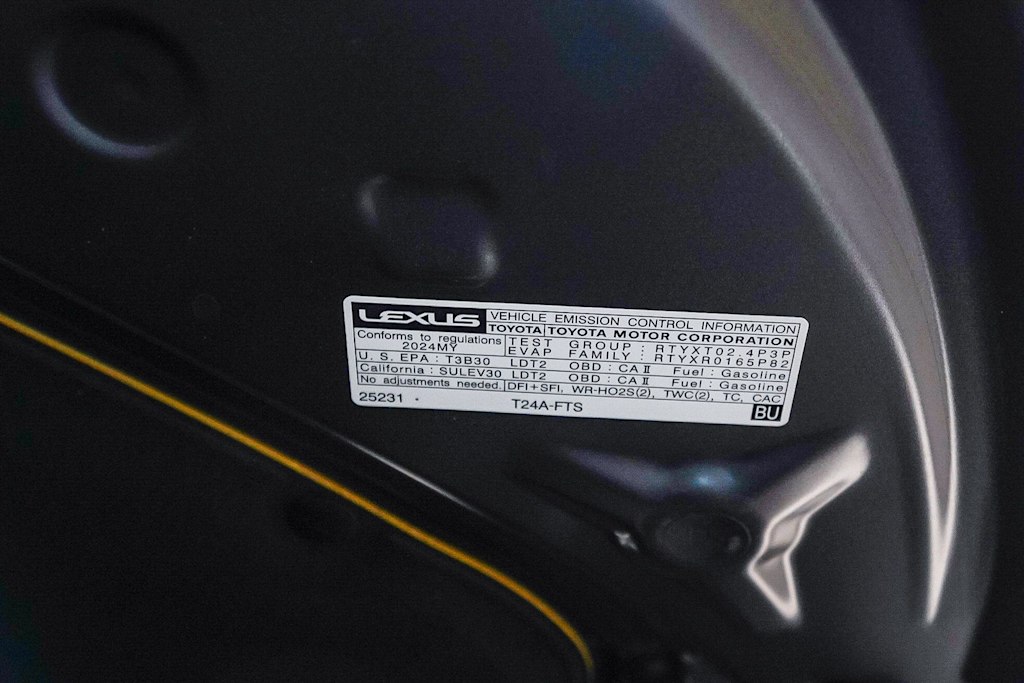 LEXUS VEHICLE EMISSION CONTROL INFORMATION
TOYOTA TOYOTA MOTOR CORPORATION
Conforms to regulations TEST GROUP : RTYXT02.4P3P
2024MY EVAP FAMILY : RTYXR0165P82
U.S. EPA : T3B30 LDT2 OBD : CA II Fuel : Gasoline
California : SULEV30 LDT2 OBD : CA II Fuel : Gasoline
No adjustments needed. DFI+SFI, WR-HO2S(2), TWC(2), TC, CAC
25231 T24A-FTS BU